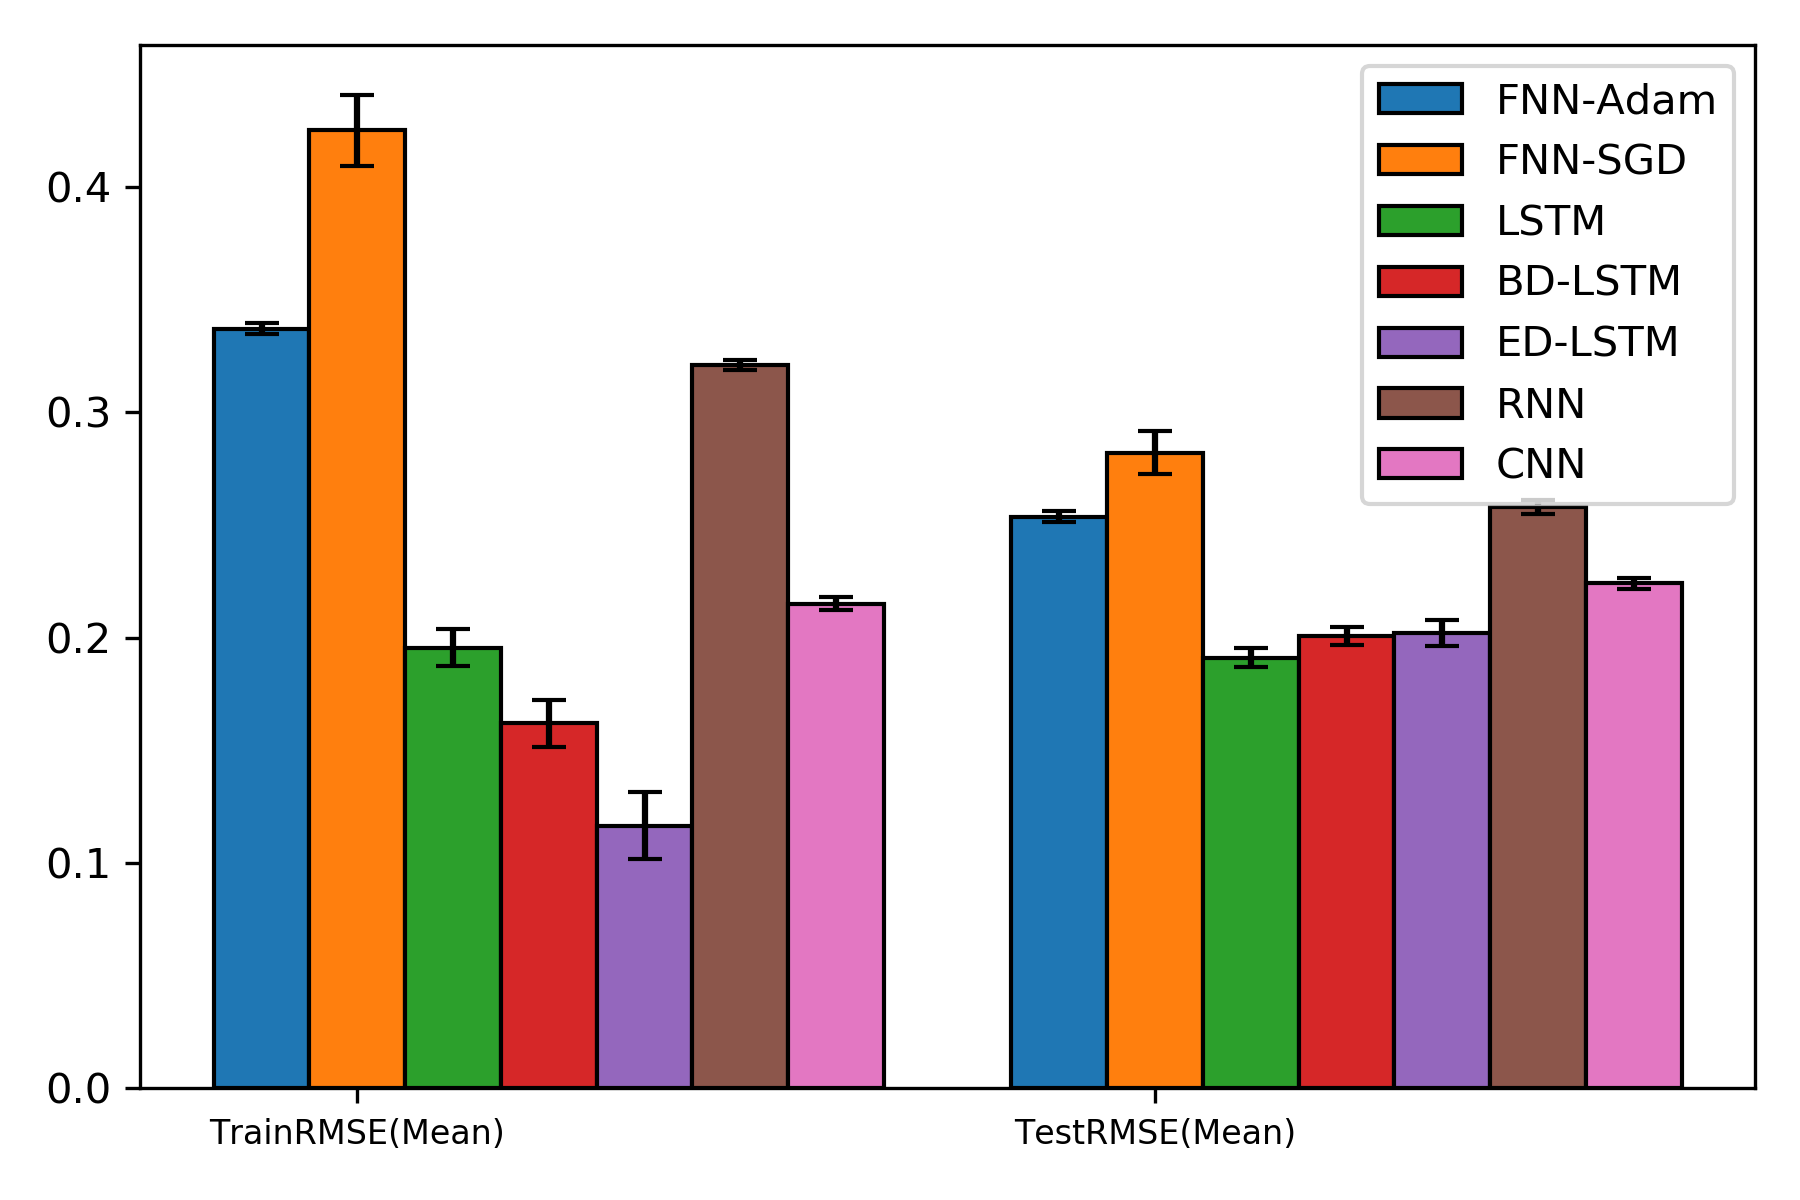 0.4
0.3
0.2
0.1
0.0
TrainRMSE(Mean)
TestRMSE(Mean)
FNN-Adam
FNN-SGD
LSTM
BD-LSTM
ED-LSTM
RNN
CNN